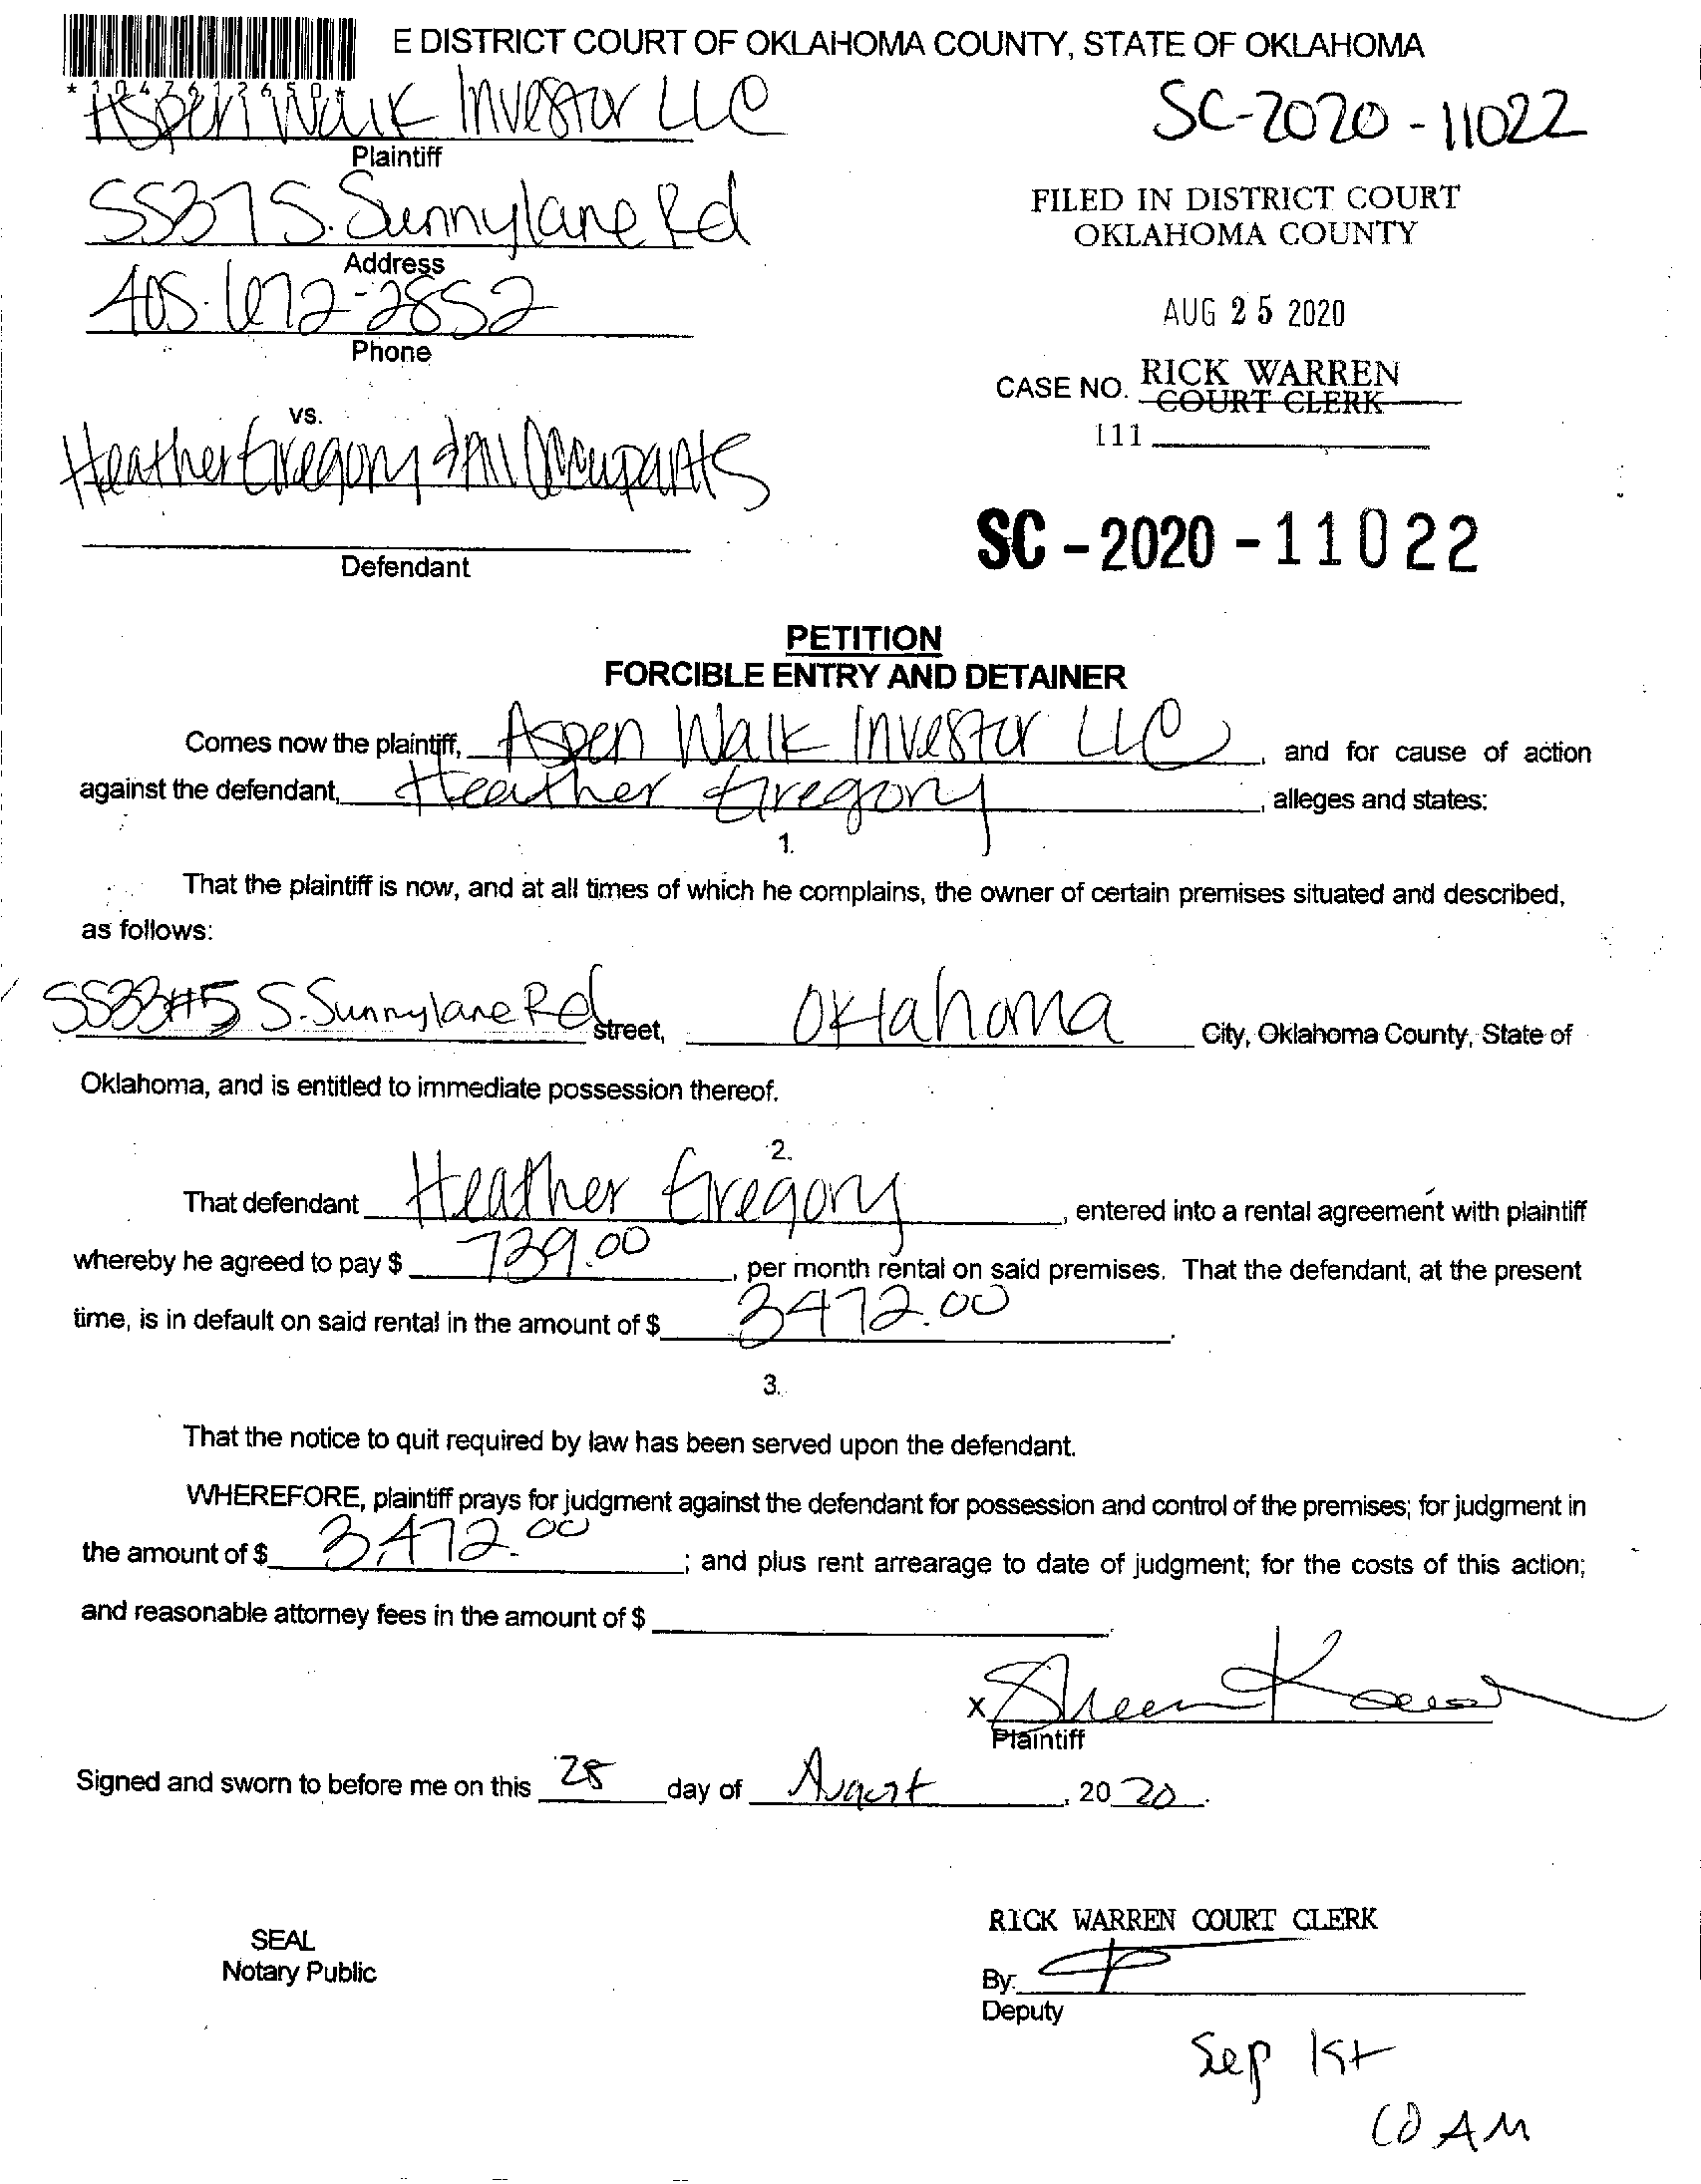 E DISTRICT COURT OF OKLAHOMA COUNTY, STATE OF OKLAHOMA
*1047612650*
Aspen Walk Investor LLC
Plaintiff
SC-2020-11022
5537 S. Sunnylane Rd
Address
FILED IN DISTRICT COURT
OKLAHOMA COUNTY
405-672-2852
Phone
AUG 25 2020
CASE NO. RICK WARREN
COURT CLERK
111
vs.
Heather Gregory & All Occupants
Defendant
SC-2020-11022
PETITION
FORCIBLE ENTRY AND DETAINER
Comes now the plaintiff, Aspen Walk Investor LLC, and for cause of action
against the defendant, Heather Gregory, alleges and states:
1.
That the plaintiff is now, and at all times of which he complains, the owner of certain premises situated and described,
as follows:
5533#5 S. Sunnylane Rd street, Oklahoma City, Oklahoma County, State of
Oklahoma, and is entitled to immediate possession thereof.
2.
That defendant Heather Gregory, entered into a rental agreement with plaintiff
whereby he agreed to pay $ 739.00, per month rental on said premises. That the defendant, at the present
time, is in default on said rental in the amount of $ 3472.00.
3.
That the notice to quit required by law has been served upon the defendant.
WHEREFORE, plaintiff prays for judgment against the defendant for possession and control of the premises; for judgment in
the amount of $ 3,472.00; and plus rent arrearage to date of judgment; for the costs of this action;
and reasonable attorney fees in the amount of $
x
Plaintiff
Signed and sworn to before me on this 25 day of August, 2020.
SEAL
Notary Public
RICK WARREN COURT CLERK
By:
Deputy
Sep 1st
10 AM